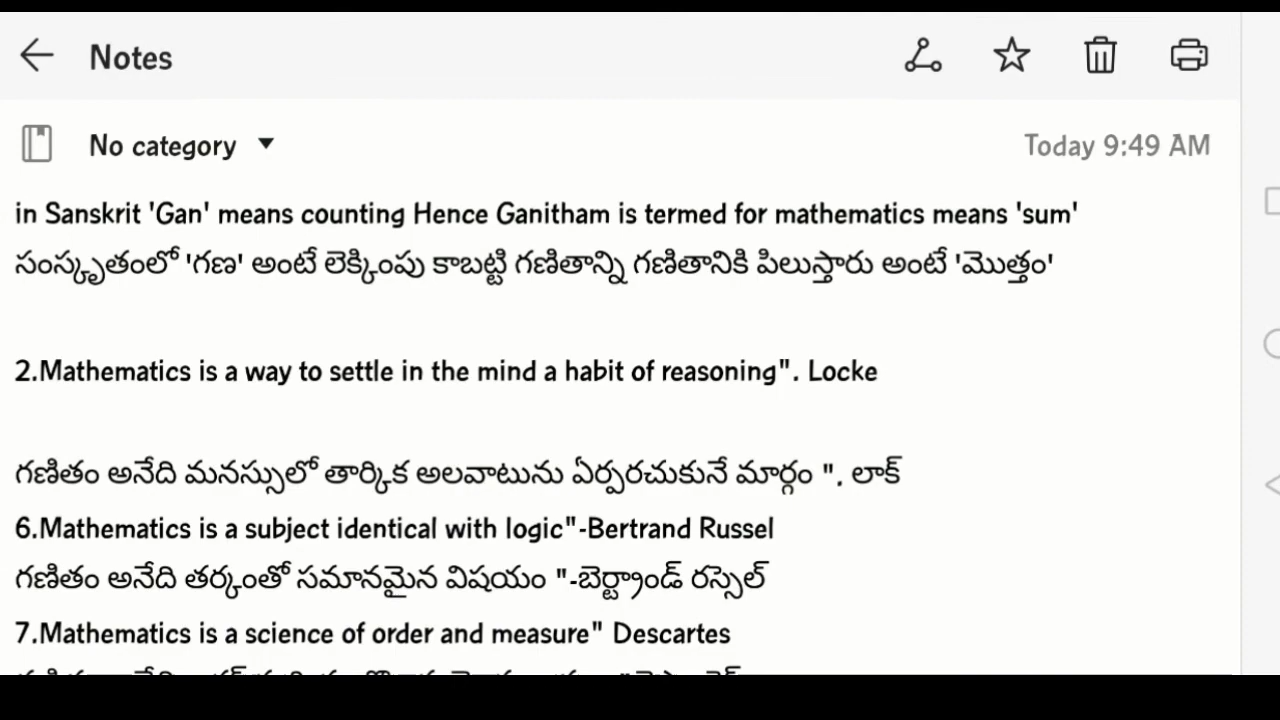 Notes
No category
Today 9:49 AM
in Sanskrit 'Gan' means counting Hence Ganitham is termed for mathematics means 'sum'
సంస్కృతంలో 'గణ' అంటే లెక్కింపు కాబట్టి గణితాన్ని గణితానికి పిలుస్తారు అంటే 'మొత్తం'
2.Mathematics is a way to settle in the mind a habit of reasoning". Locke
గణితం అనేది మనస్సులో తార్కిక అలవాటును ఏర్పరచుకునే మార్గం ". లాక్
6.Mathematics is a subject identical with logic"-Bertrand Russel
గణితం అనేది తర్కంతో సమానమైన విషయం "-బెర్ట్రాండ్ రస్సెల్
7.Mathematics is a science of order and measure" Descartes